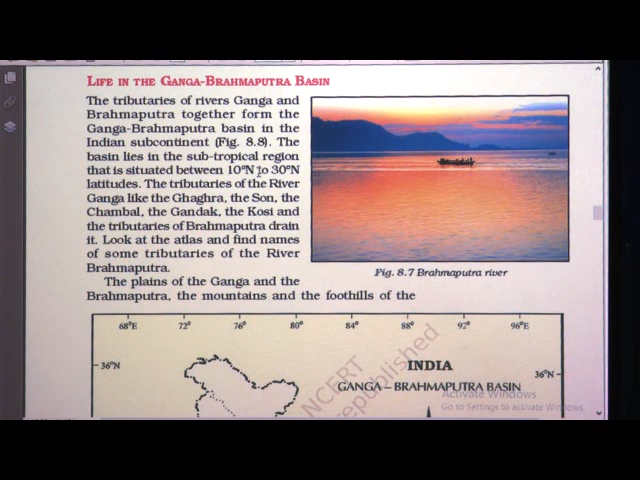 LIFE IN THE GANGA-BRAHMAPUTRA BASIN
The tributaries of rivers Ganga and
Brahmaputra together form the
Ganga-Brahmaputra basin in the
Indian subcontinent (Fig. 8.8). The
basin lies in the sub-tropical region
that is situated between 10°N to 30°N
latitudes. The tributaries of the River
Ganga like the Ghaghra, the Son, the
Chambal, the Gandak, the Kosi and
the tributaries of Brahmaputra drain
it. Look at the atlas and find names
of some tributaries of the River
Brahmaputra.
Fig. 8.7 Brahmaputra river
The plains of the Ganga and the
Brahmaputra, the mountains and the foothills of the
68°E 72° 76° 80° 84° 88° 92° 96°E
36°N
INDIA
36°N
GANGA – BRAHMAPUTRA BASIN
NCERT
republished
Activate Windows
Go to Settings to activate Windows.